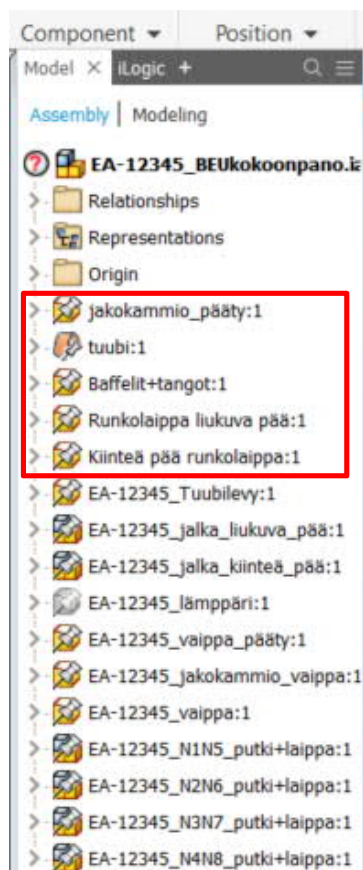 Component Position
Model iLogic
Assembly | Modeling
EA-12345_BEUkokoonpano.ia
Relationships
Representations
Origin
jakokammio_pääty:1
tuubi:1
Baffelit+tangot:1
Runkolaippa liukuva pää:1
Kiinteä pää runkolaippa:1
EA-12345_Tuubilevy:1
EA-12345_jalka_liukuva_pää:1
EA-12345_jalka_kiinteä_pää:1
EA-12345_lämppäri:1
EA-12345_vaippa_pääty:1
EA-12345_jakokammio_vaippa:1
EA-12345_vaippa:1
EA-12345_N1N5_putki+laippa:1
EA-12345_N2N6_putki+laippa:1
EA-12345_N3N7_putki+laippa:1
EA-12345_N4N8_putki+laippa:1